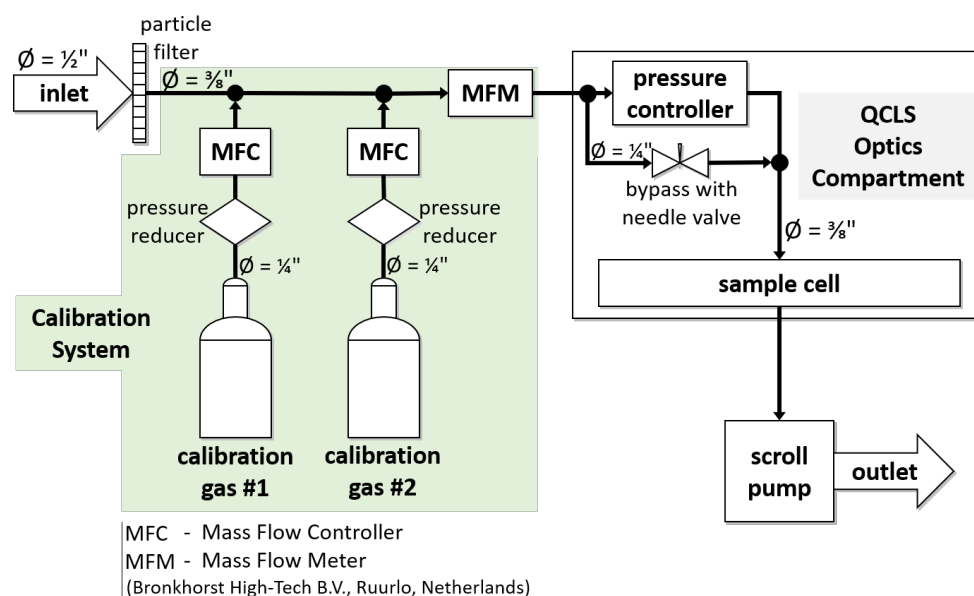 particle
filter
Ø = ½"
inlet
Ø = ⅜"
MFM
MFC
MFC
pressure
reducer
pressure
reducer
Ø = ¼"
Ø = ¼"
Calibration
System
calibration
gas #1
calibration
gas #2
pressure
controller
Ø = ¼"
bypass with
needle valve
QCLS
Optics
Compartment
Ø = ⅜"
sample cell
scroll
pump
outlet
MFC - Mass Flow Controller
MFM - Mass Flow Meter
(Bronkhorst High-Tech B.V., Ruurlo, Netherlands)